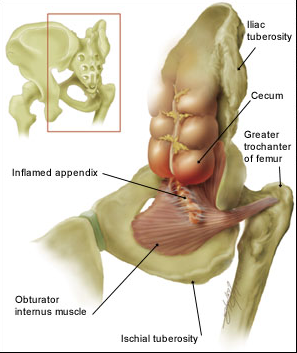 Iliac
tuberosity
Cecum
Greater
trochanter
of femur
Inflamed appendix
Obturator
internus muscle
Ischial tuberosity